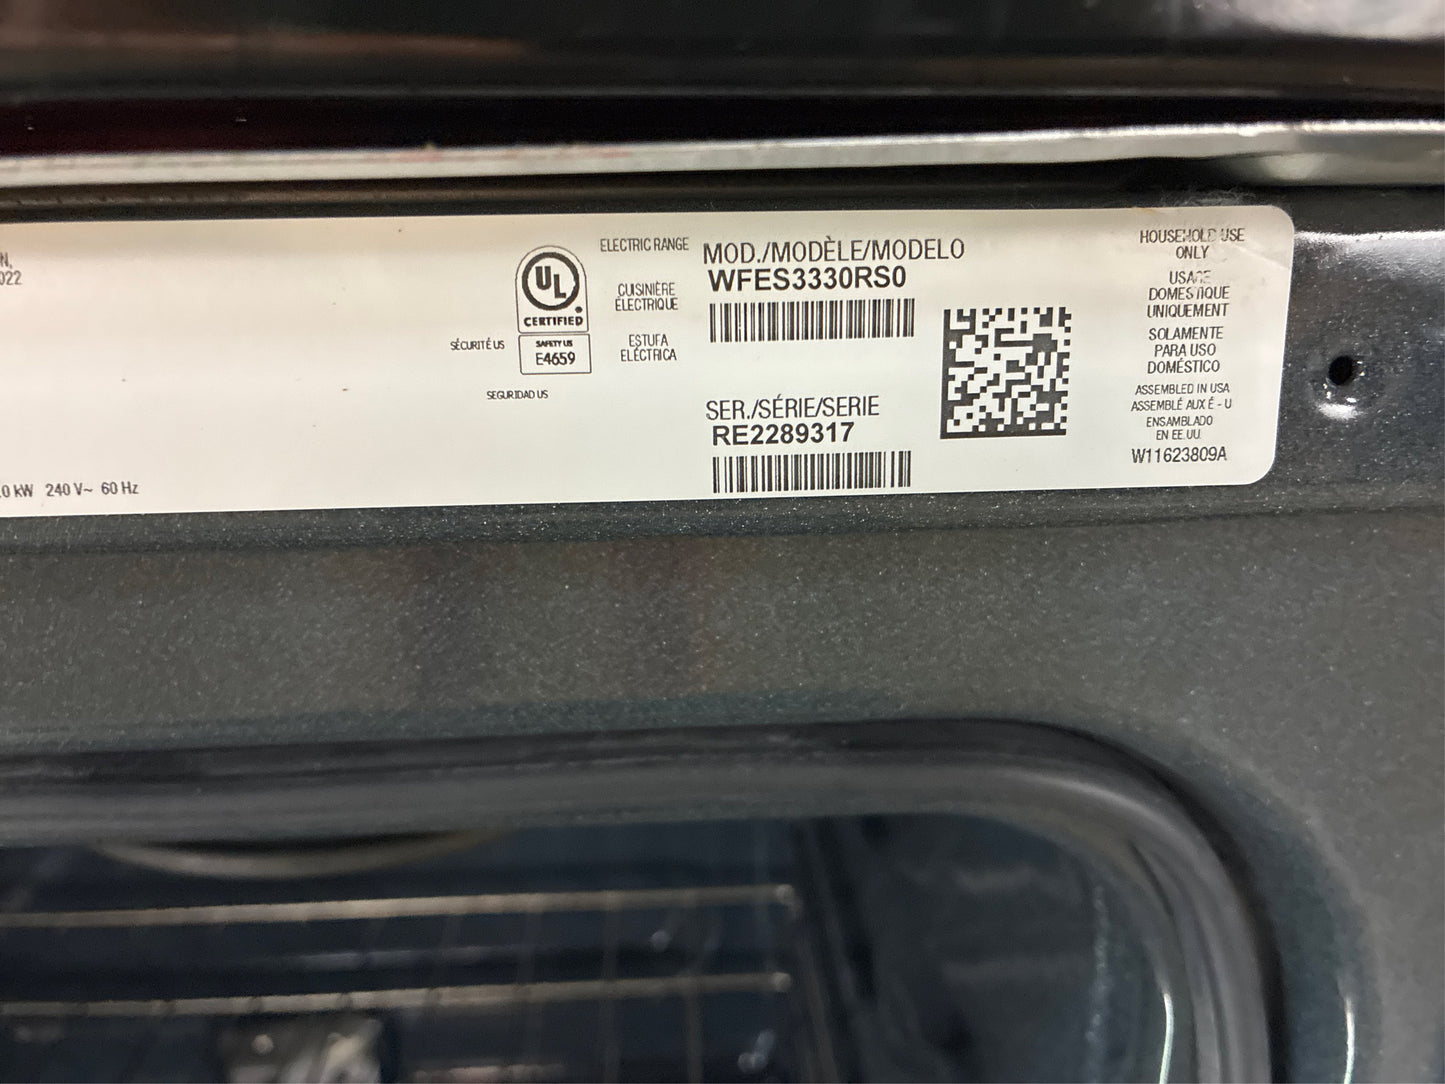 N,
022
.0 kW 240 V~ 60 Hz
SÉCURITÉ US
UL
CERTIFIED
SAFETY US
E4659
SEGURIDAD US
ELECTRIC RANGE
CUISINIÈRE
ÉLECTRIQUE
ESTUFA
ELÉCTRICA
MOD./MODÈLE/MODELO
WFES3330RS0
SER./SÉRIE/SERIE
RE2289317
HOUSEHOLD USE
ONLY
USAGE
DOMESTIQUE
UNIQUEMENT
SOLAMENTE
PARA USO
DOMÉSTICO
ASSEMBLED IN USA
ASSEMBLÉ AUX É - U
ENSAMBLADO
EN EE.UU.
W11623809A